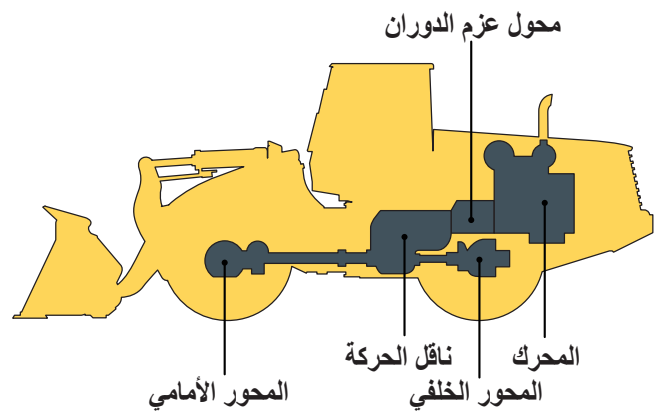 محول عزم الدوران
المحرك
ناقل الحركة
المحور الخلفي
المحور الأمامي